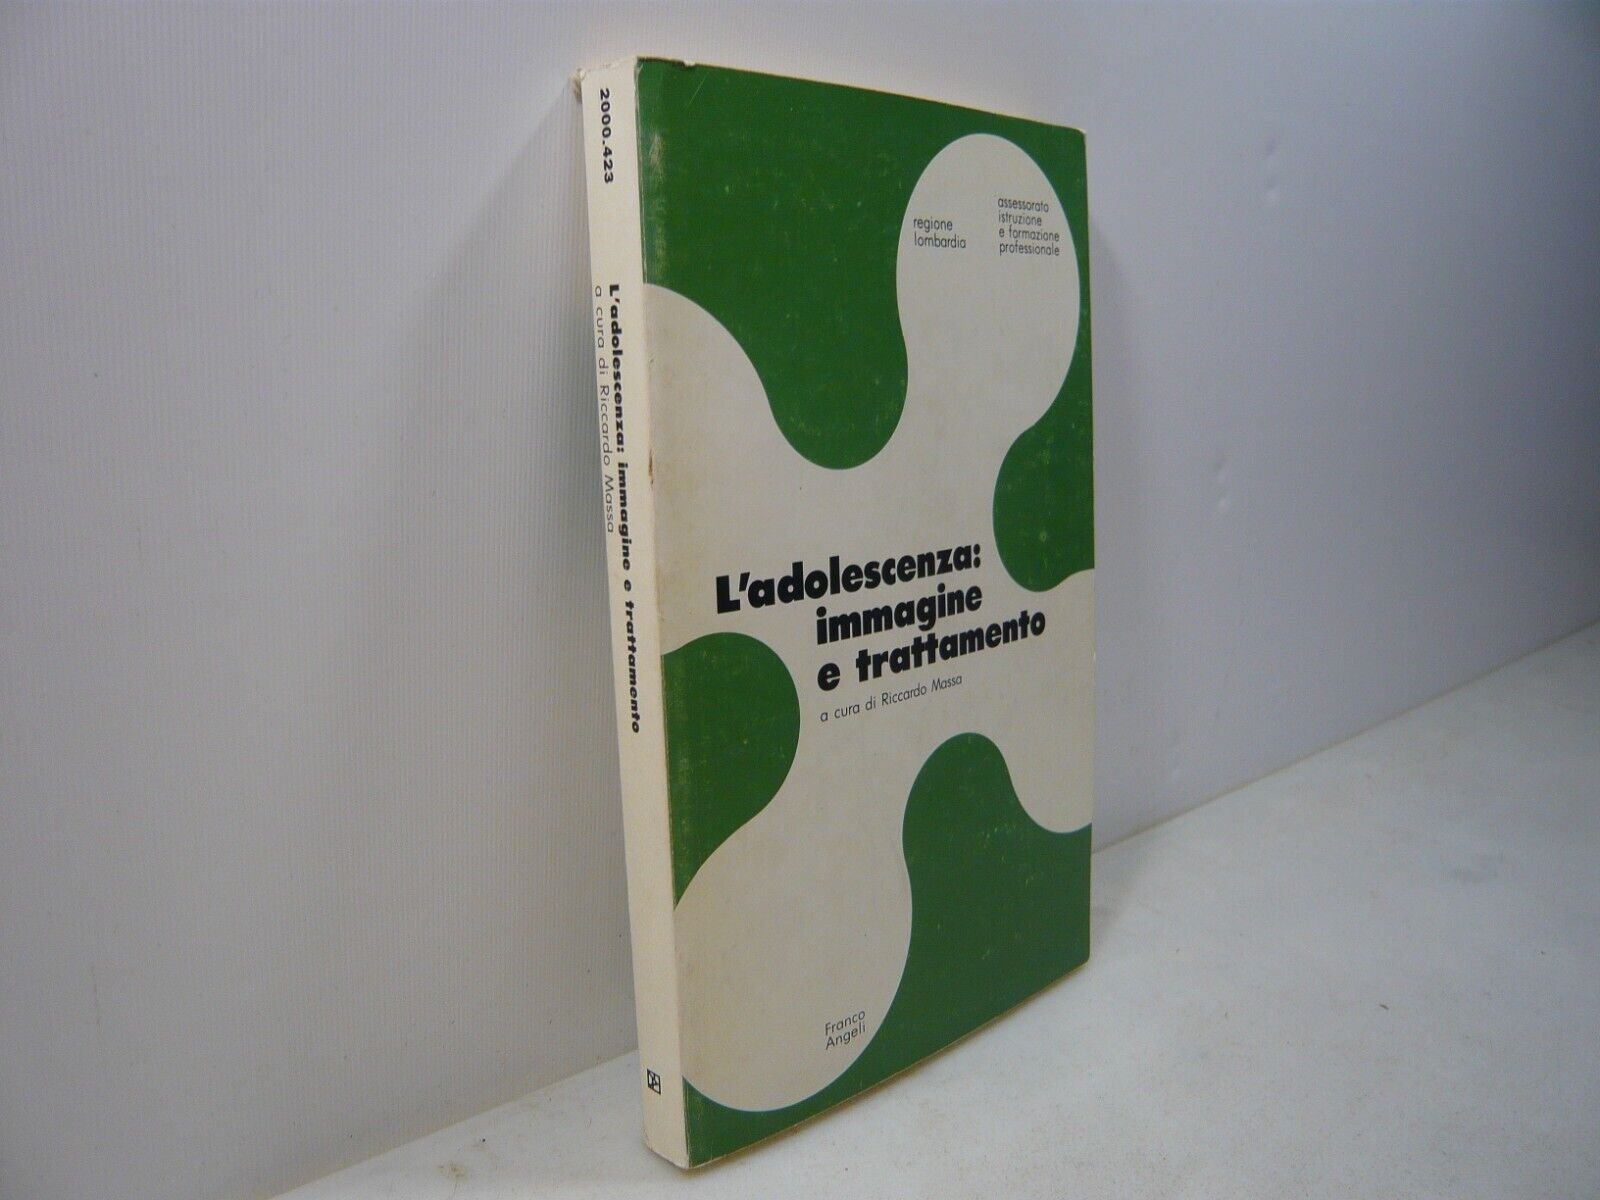 2000.423
L'adolescenza: immagine e trattamento
a cura di Riccardo Massa
regione
lombardia
assessorato
istruzione
e formazione
professionale
L'adolescenza:
immagine
e trattamento
a cura di Riccardo Massa
Franco
Angeli